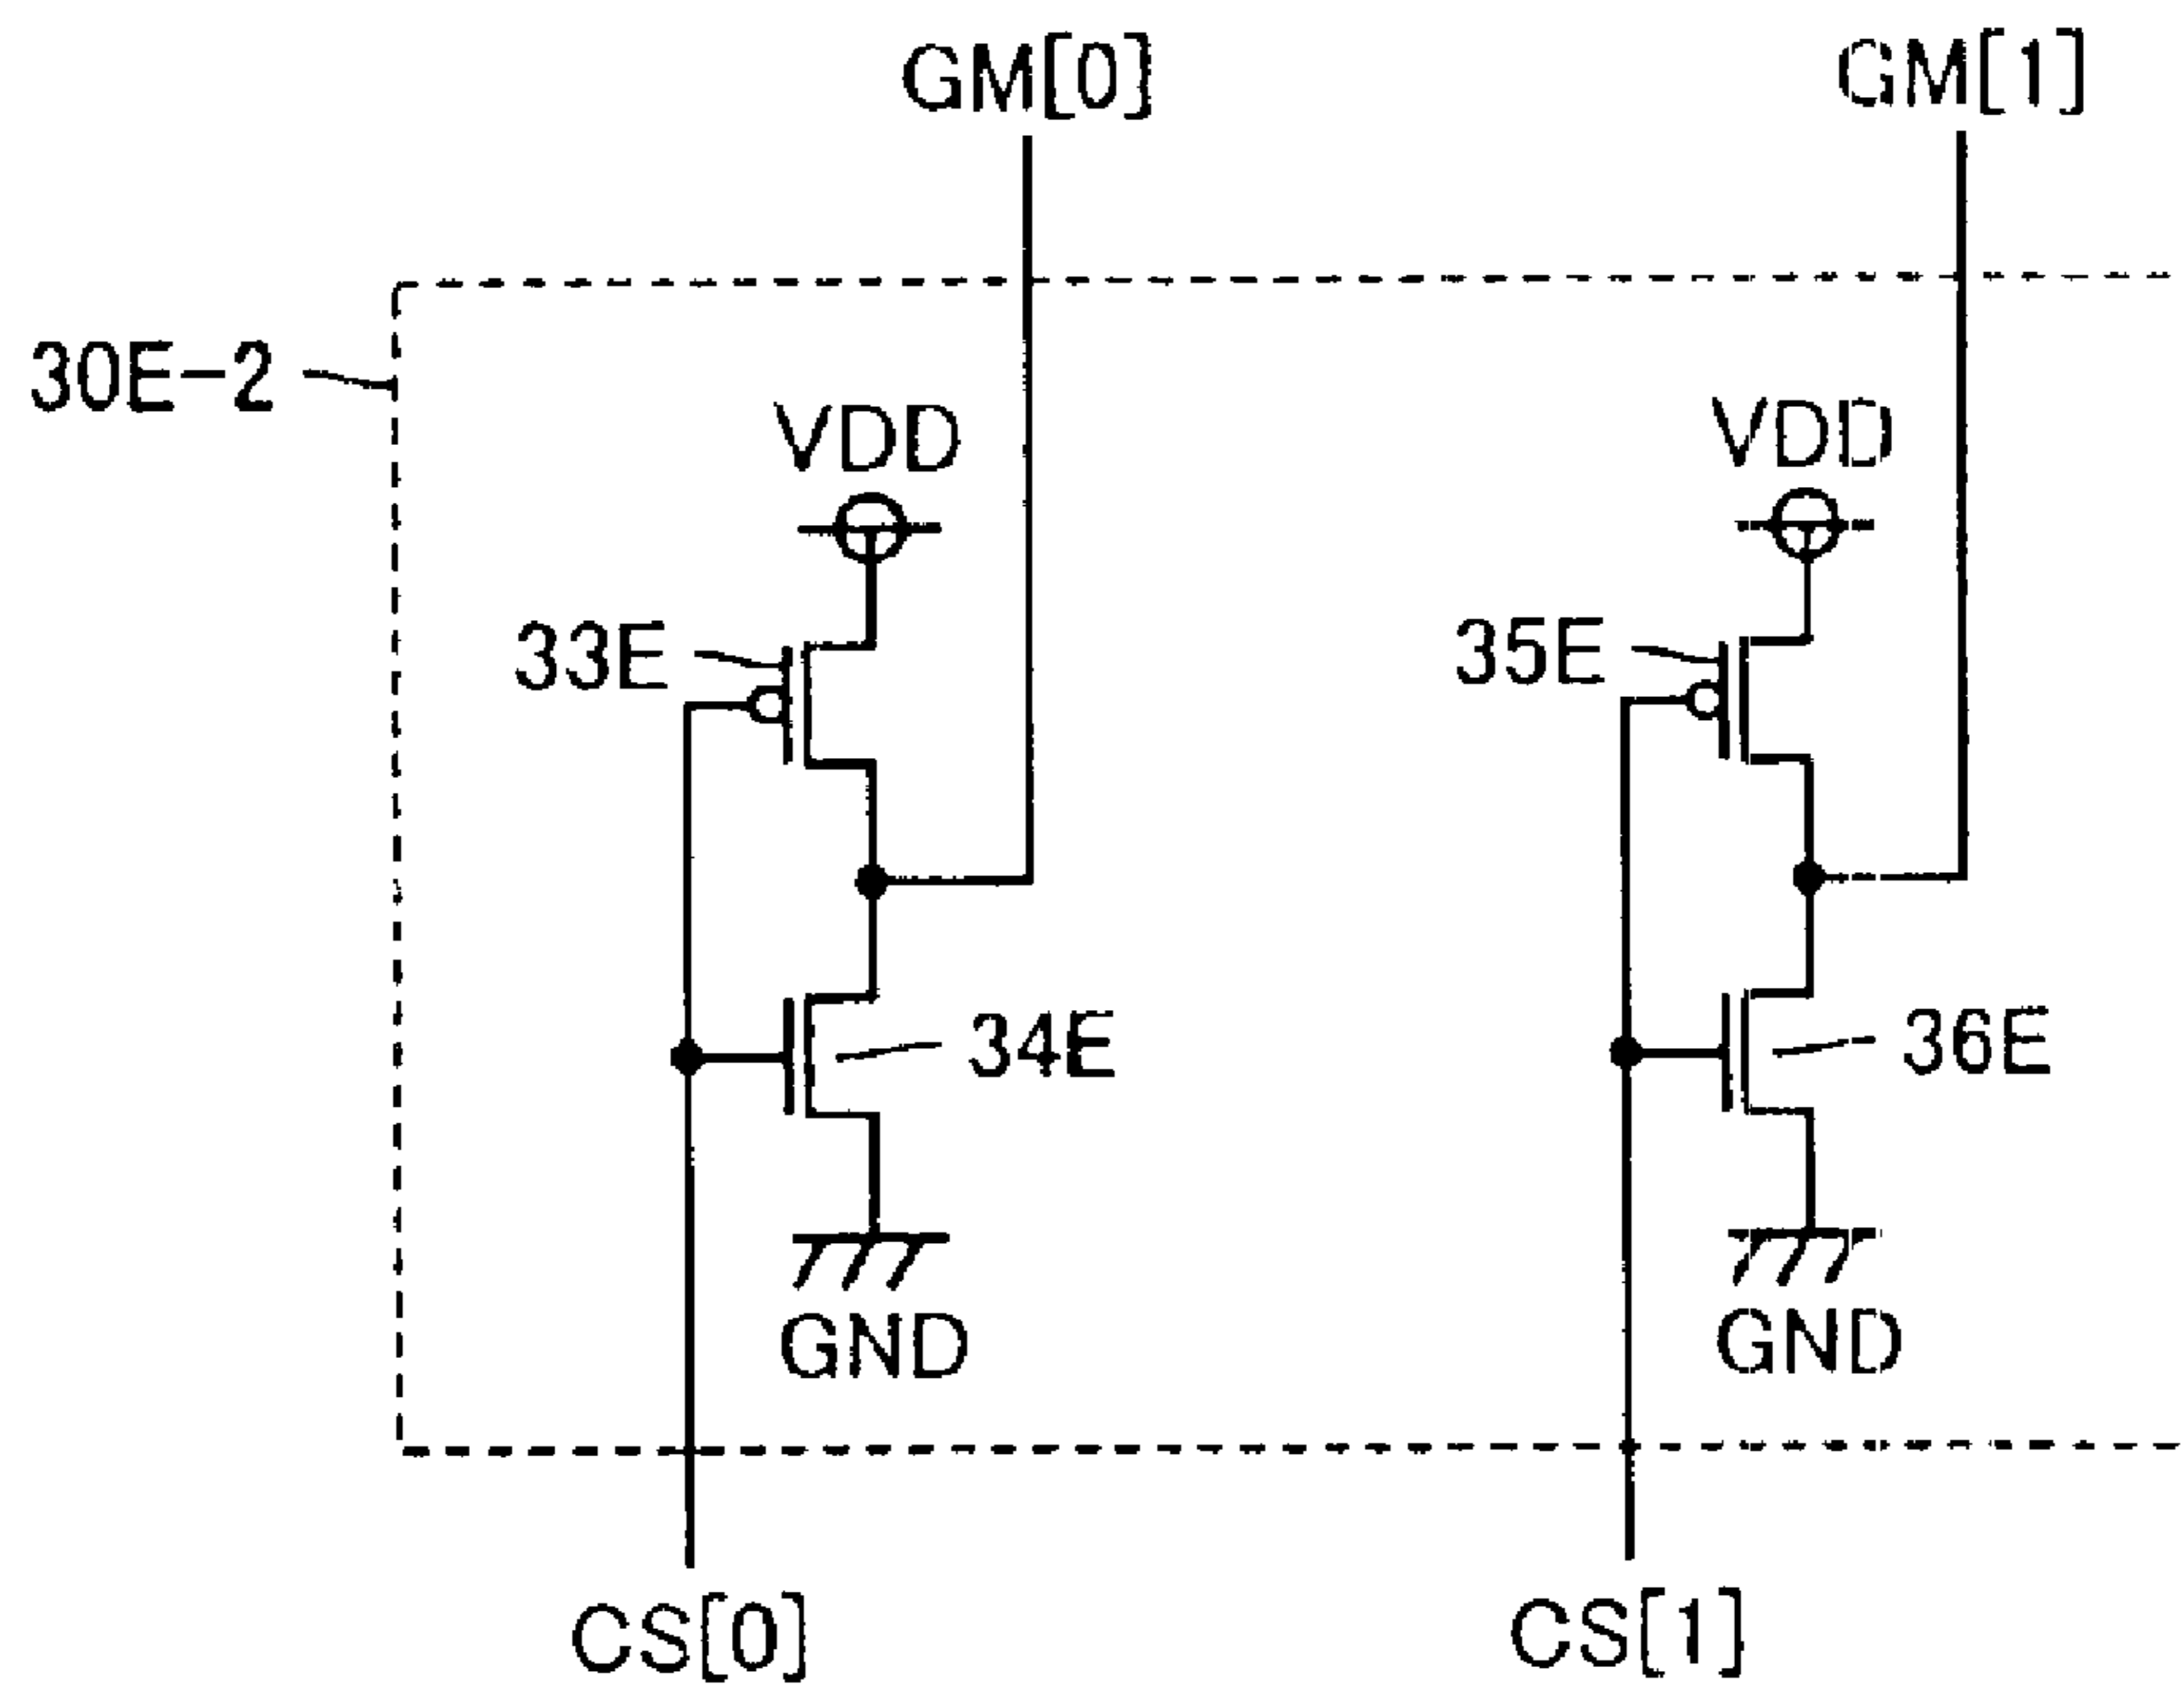 GM[0]
GM[1]
30E-2
VDD
VDD
33E
35E
34E
36E
GND
GND
CS[0]
CS[1]